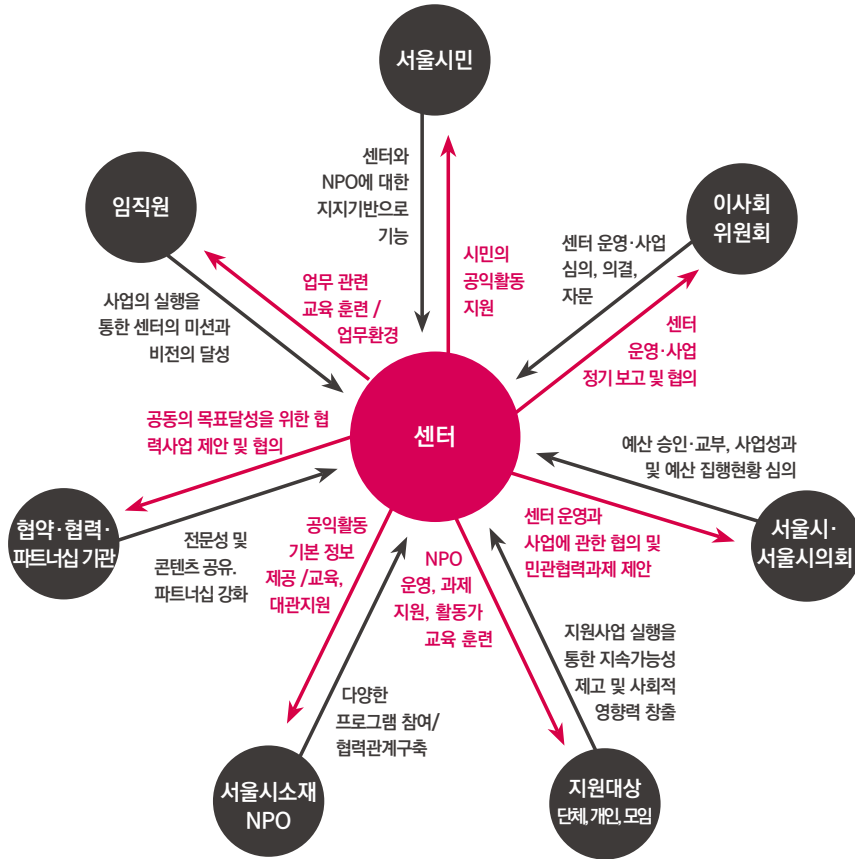 서울시민
센터와
NPO에 대한
지지기반으로
기능
시민의
공익활동
지원
임직원
업무 관련
교육 훈련 /
업무환경
사업의 실행을
통한 센터의 미션과
비전의 달성
이사회
위원회
센터 운영·사업
심의, 의결,
자문
센터
운영·사업
정기 보고 및 협의
센터
공동의 목표달성을 위한 협
력사업 제안 및 협의
협약·협력·
파트너십 기관
전문성 및
콘텐츠 공유.
파트너십 강화
예산 승인·교부, 사업성과
및 예산 집행현황 심의
서울시·
서울시의회
센터 운영과
사업에 관한 협의 및
민관협력과제 제안
공익활동
기본 정보
제공 /교육,
대관지원
다양한
프로그램 참여/
협력관계구축
서울시소재
NPO
NPO
운영, 과제
지원, 활동가
교육 훈련
지원사업 실행을
통한 지속가능성
제고 및 사회적
영향력 창출
지원대상
단체, 개인, 모임